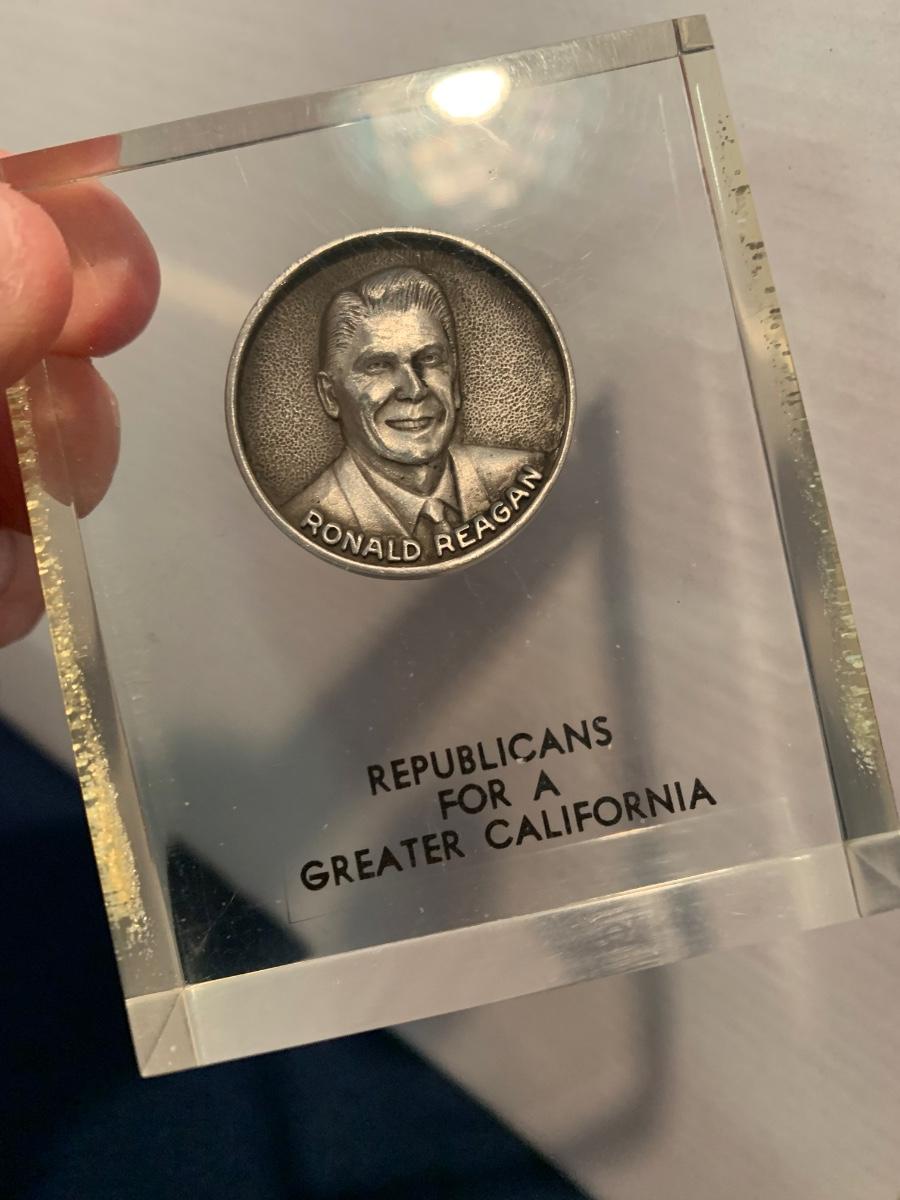 RONALD REAGAN
REPUBLICANS
FOR A
GREATER CALIFORNIA